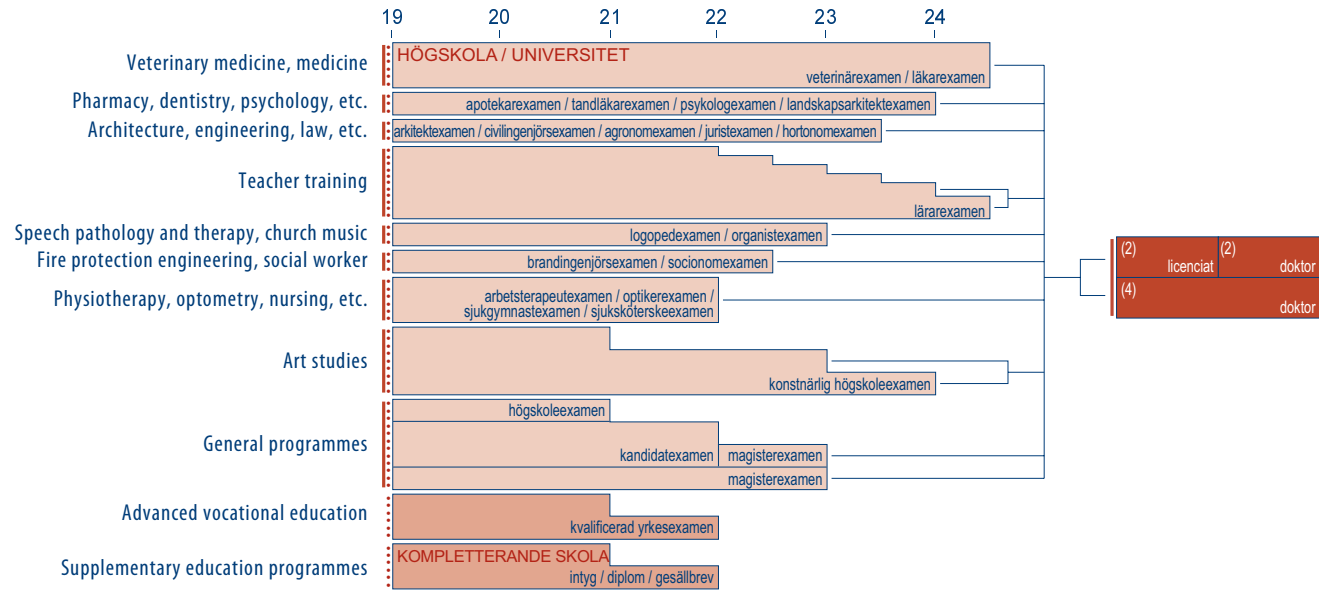 19 20 21 22 23 24
Veterinary medicine, medicine
HÖGSKOLA / UNIVERSITET
veterinärexamen / läkarexamen
Pharmacy, dentistry, psychology, etc.
apotekarexamen / tandläkarexamen / psykologexamen / landskapsarkitektexamen
Architecture, engineering, law, etc.
arkitektexamen / civilingenjörsexamen / agronomexamen / juristexamen / hortonomexamen
Teacher training
lärarexamen
Speech pathology and therapy, church music
logopedexamen / organistexamen
Fire protection engineering, social worker
brandingenjörsexamen / socionomexamen
Physiotherapy, optometry, nursing, etc.
arbetsterapeutexamen / optikerexamen /
sjukgymnastexamen / sjuksköterskeexamen
(2) (2)
licenciat doktor
(4)
doktor
Art studies
konstnärlig högskoleexamen
General programmes
högskoleexamen
kandidatexamen magisterexamen
magisterexamen
Advanced vocational education
kvalificerad yrkesexamen
Supplementary education programmes
KOMPLETTERANDE SKOLA
intyg / diplom / gesällbrev